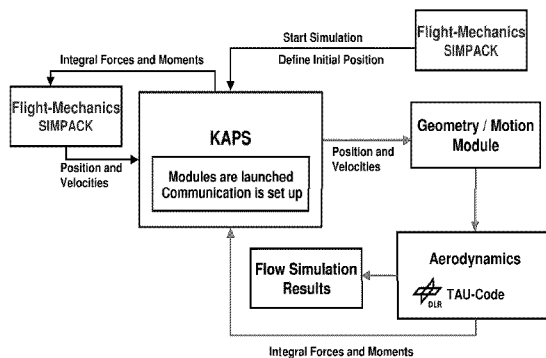 Start Simulation
Define Initial Position
Flight-Mechanics
SIMPACK
Integral Forces and Moments
Flight-Mechanics
SIMPACK
Position and
Velocities
KAPS
Modules are launched
Communication is set up
Position and
Velocities
Geometry / Motion
Module
Aerodynamics
DLR
TAU-Code
Flow Simulation
Results
Integral Forces and Moments